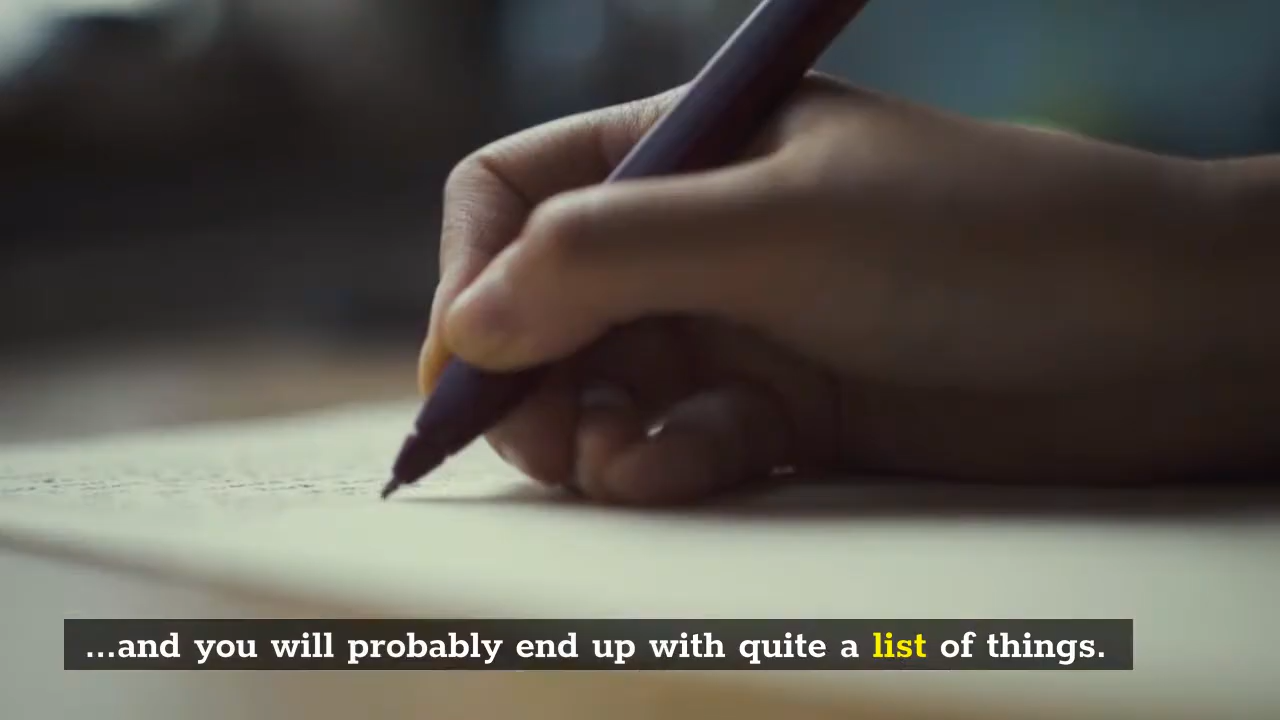 ...and you will probably end up with quite a list of things.